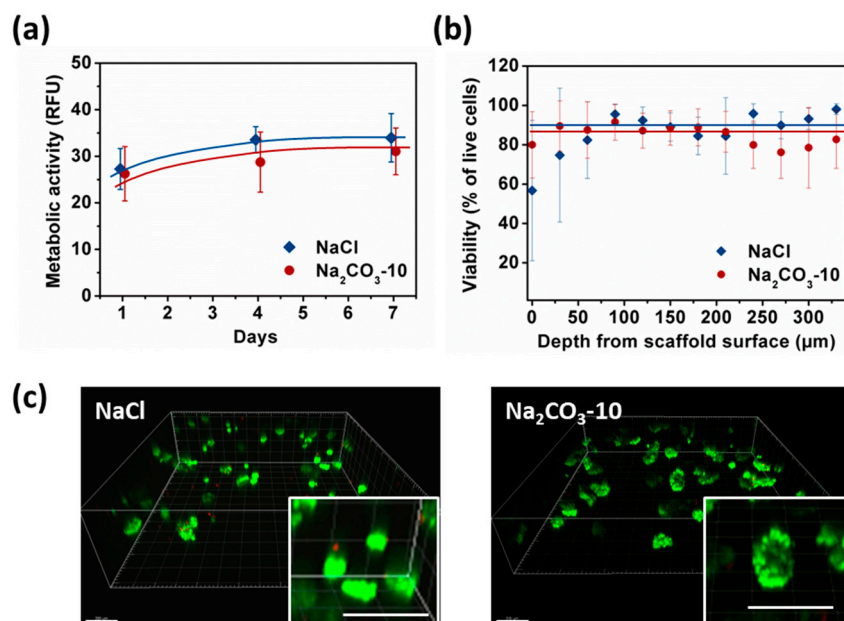 (a)
50
40
30
20
10
0
Metabolic activity (RFU)
NaCl
Na₂CO₃-10
1 2 3 4 5 6 7
Days
(b)
120
100
80
60
40
20
Viability (% of live cells)
NaCl
Na₂CO₃-10
0 50 100 150 200 250 300
Depth from scaffold surface (µm)
(c)
NaCl
Na₂CO₃-10